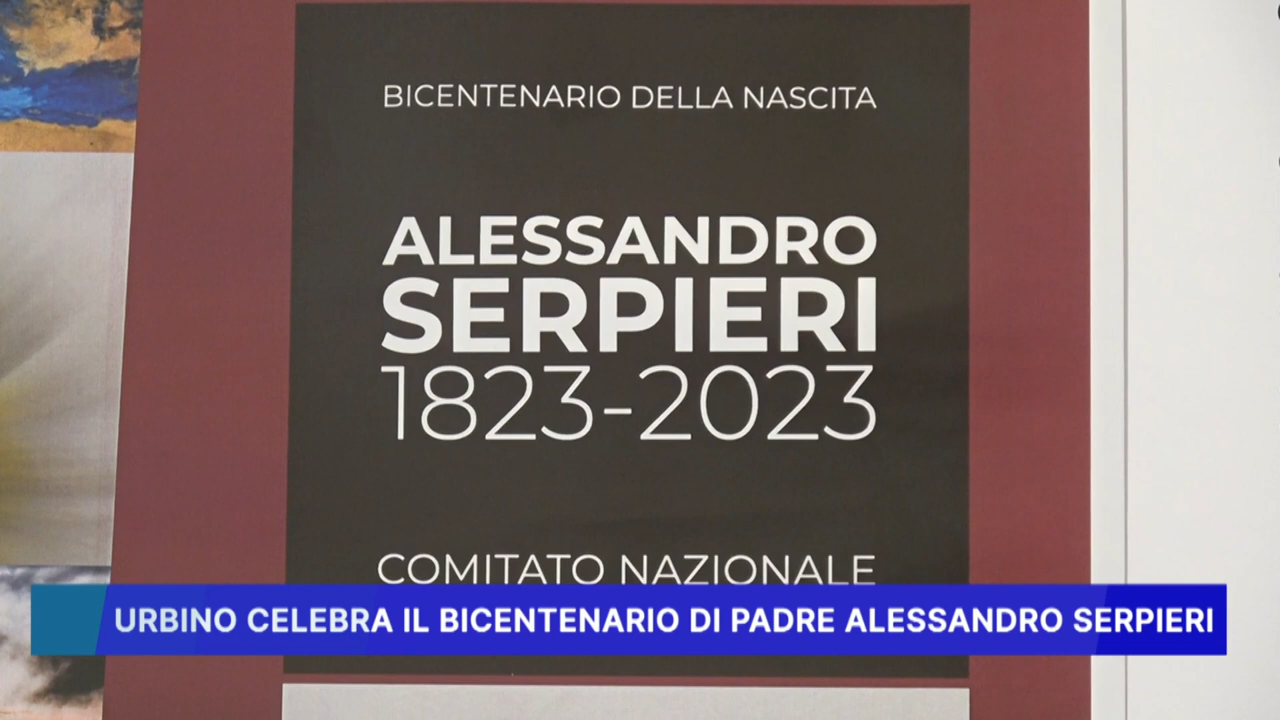 BICENTENARIO DELLA NASCITA
ALESSANDRO
SERPIERI
1823-2023
COMITATO NAZIONALE
URBINO CELEBRA IL BICENTENARIO DI PADRE ALESSANDRO SERPIERI